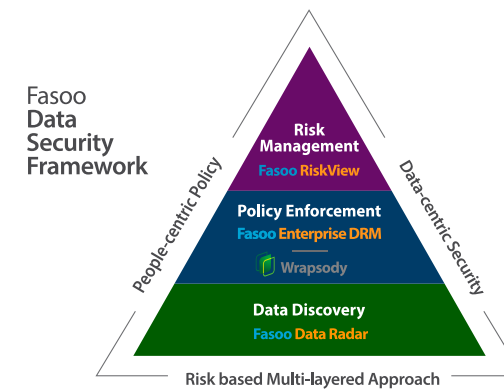 Fasoo
Data
Security
Framework
People-centric Policy
Data-centric Security
Risk
Management
Fasoo RiskView
Policy Enforcement
Fasoo Enterprise DRM
Wrapsody
Data Discovery
Fasoo Data Radar
Risk based Multi-layered Approach